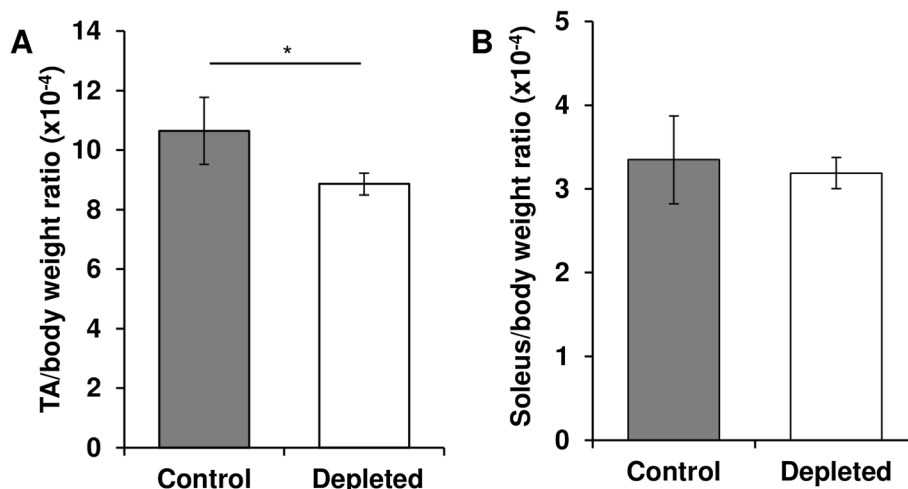 A
TA/body weight ratio (x10⁻⁴)
14
12
10
8
6
4
2
0
*
Control Depleted
B
Soleus/body weight ratio (x10⁻⁴)
5
4
3
2
1
0
Control Depleted